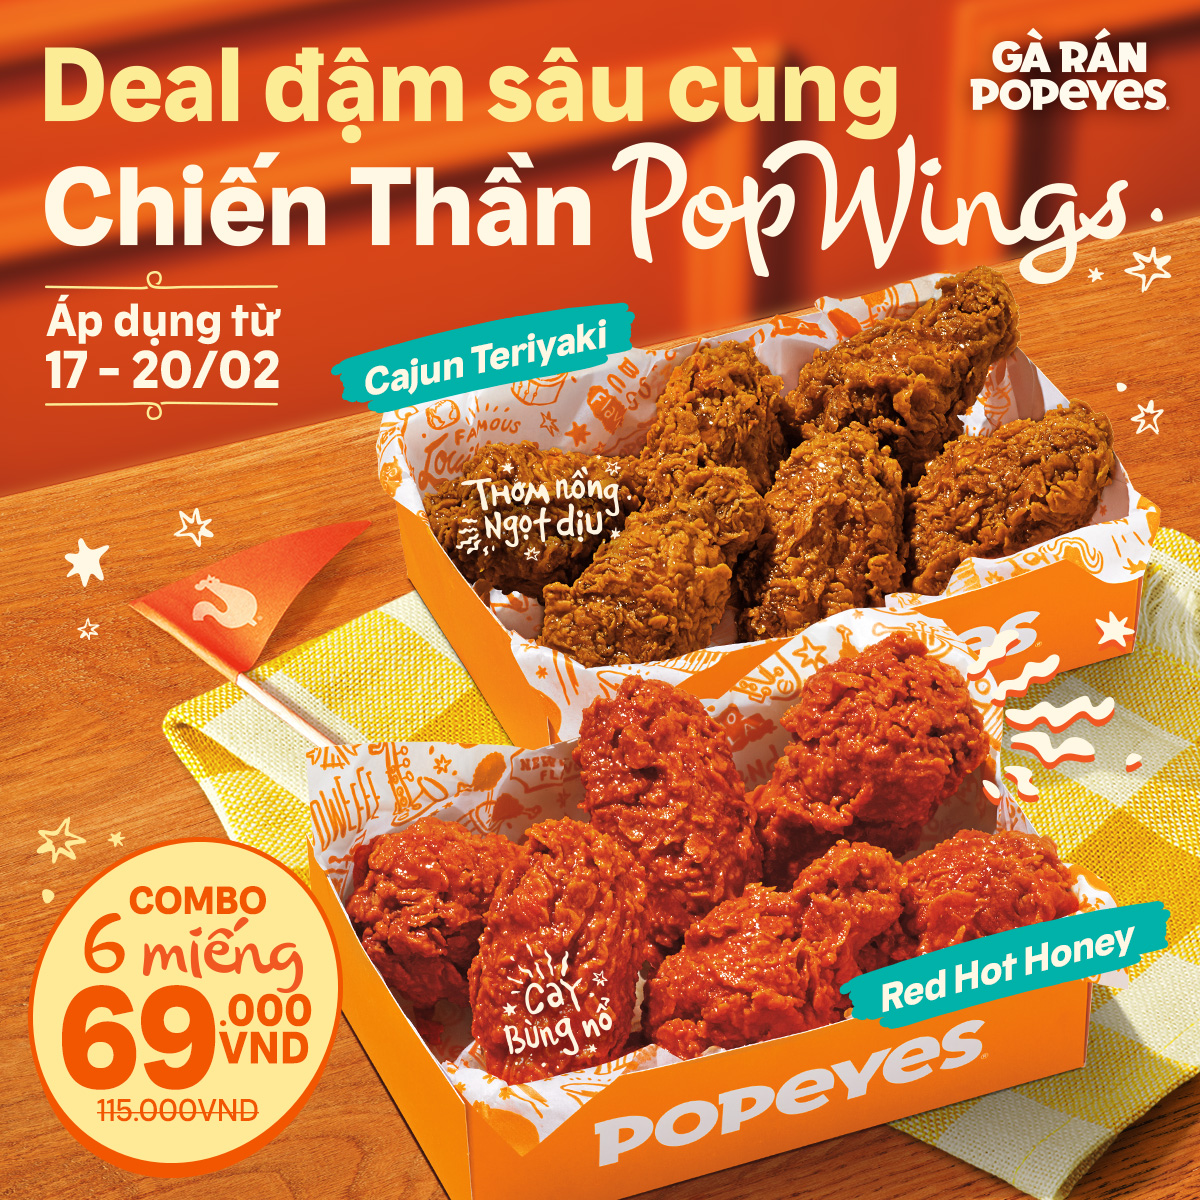 Deal đậm sâu cùng
Chiến Thần PopWings
GÀ RÁN
POPEYES
Áp dụng từ
17 - 20/02
Cajun Teriyaki
FAMOUS
Thơm nồng
Ngọt dịu
Cay
Bùng nổ
Red Hot Honey
POPEYES
COMBO
6 miếng
69.000
VND
115.000VND